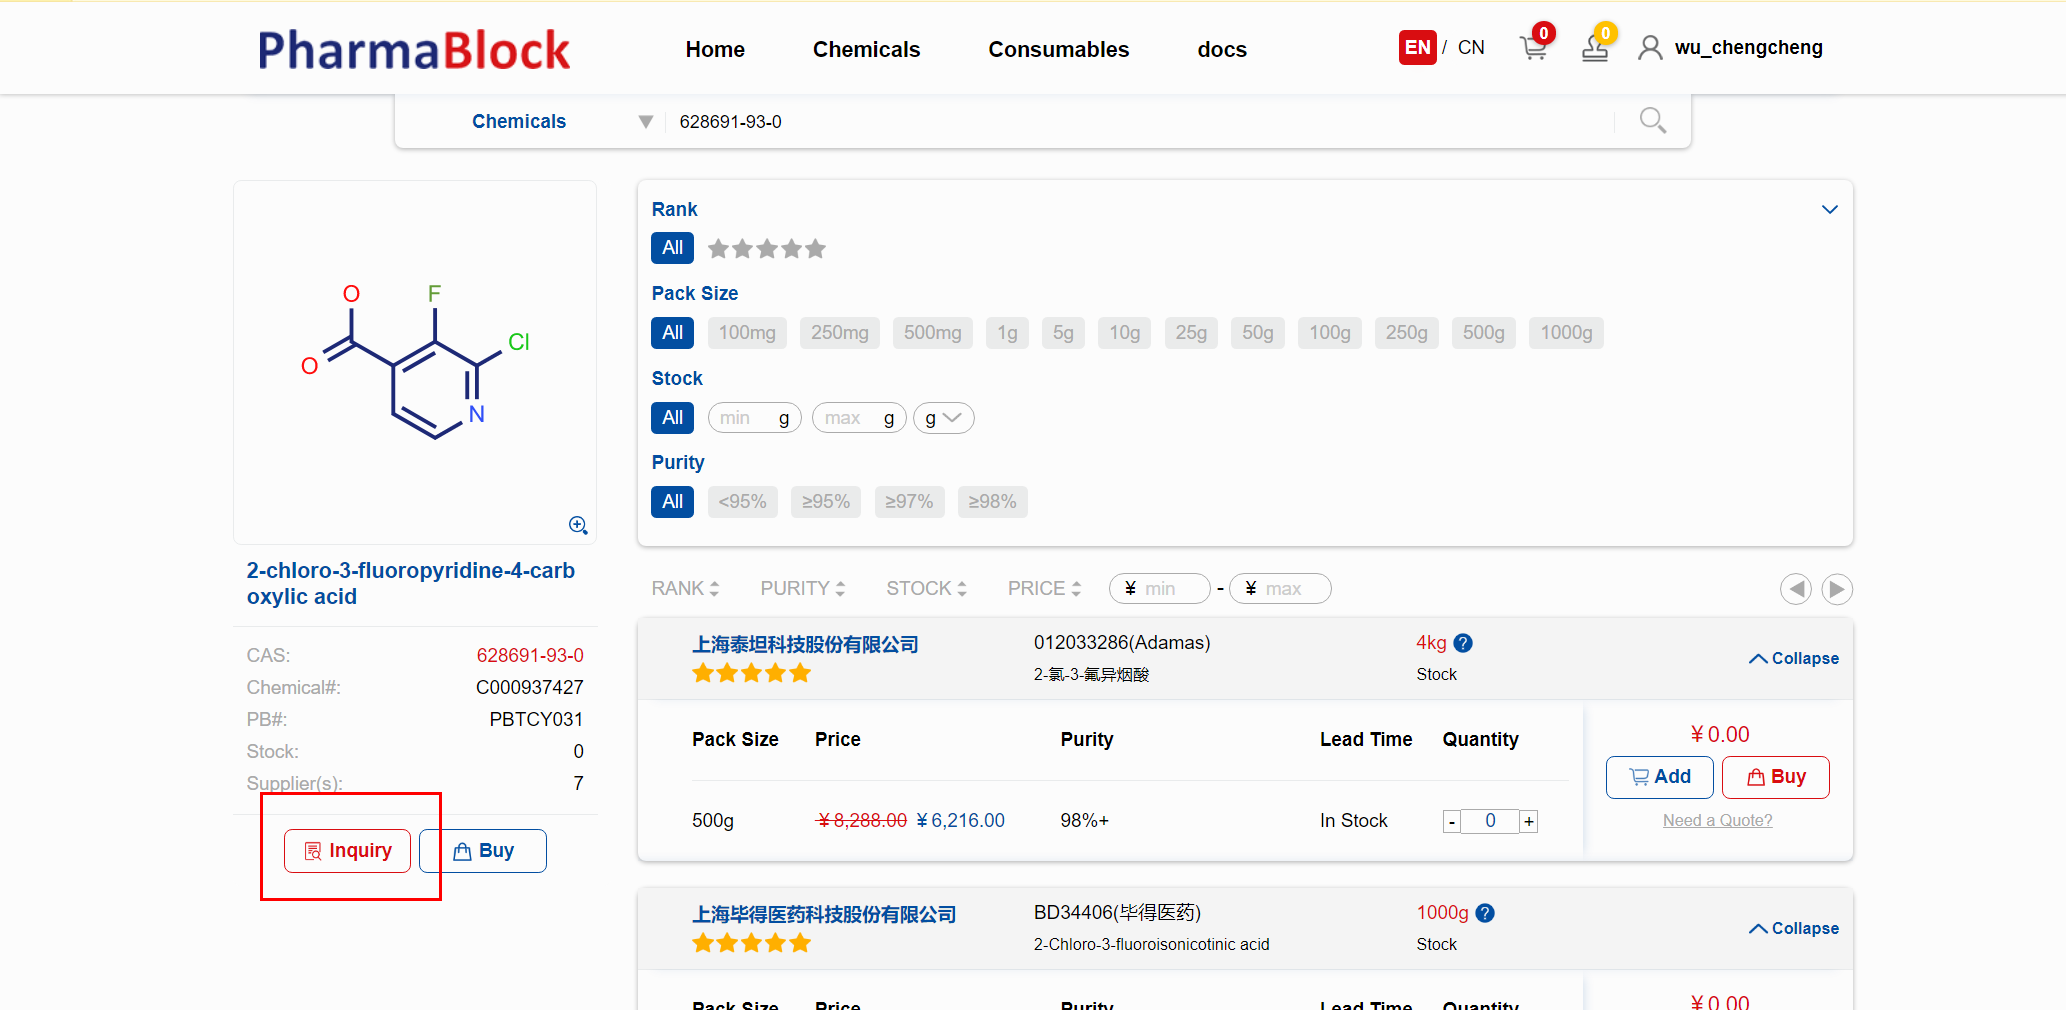 PharmaBlock
Home Chemicals Consumables docs
EN / CN 0 0 wu_chengcheng
Chemicals 628691-93-0
O F Cl O N
2-chloro-3-fluoropyridine-4-carb
oxylic acid
CAS: 628691-93-0
Chemical#: C000937427
PB#: PBTCY031
Stock: 0
Supplier(s): 7
Inquiry Buy
Rank
All
Pack Size
All 100mg 250mg 500mg 1g 5g 10g 25g 50g 100g 250g 500g 1000g
Stock
All min g max g g
Purity
All <95% ≥95% ≥97% ≥98%
RANK PURITY STOCK PRICE ¥ min - ¥ max
上海泰坦科技股份有限公司 012033286(Adamas) 4kg ?
2-氯-3-氟异烟酸 Stock Collapse
Pack Size Price Purity Lead Time Quantity
500g ¥8,288.00 ¥6,216.00 98%+ In Stock - 0 +
¥0.00
Add Buy
Need a Quote?
上海毕得医药科技股份有限公司 BD34406(毕得医药) 1000g ?
2-Chloro-3-fluoroisonicotinic acid Stock Collapse
Pack Size Price Purity Lead Time Quantity
¥0.00